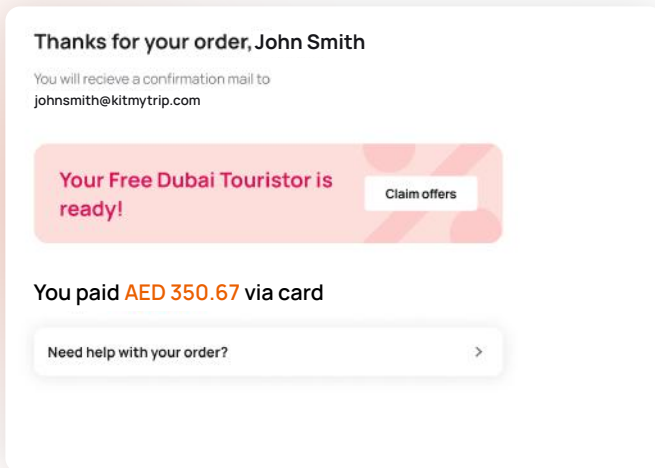 Thanks for your order, John Smith
You will recieve a confirmation mail to
johnsmith@kitmytrip.com
Your Free Dubai Touristor is
ready!
Claim offers
You paid AED 350.67 via card
Need help with your order?